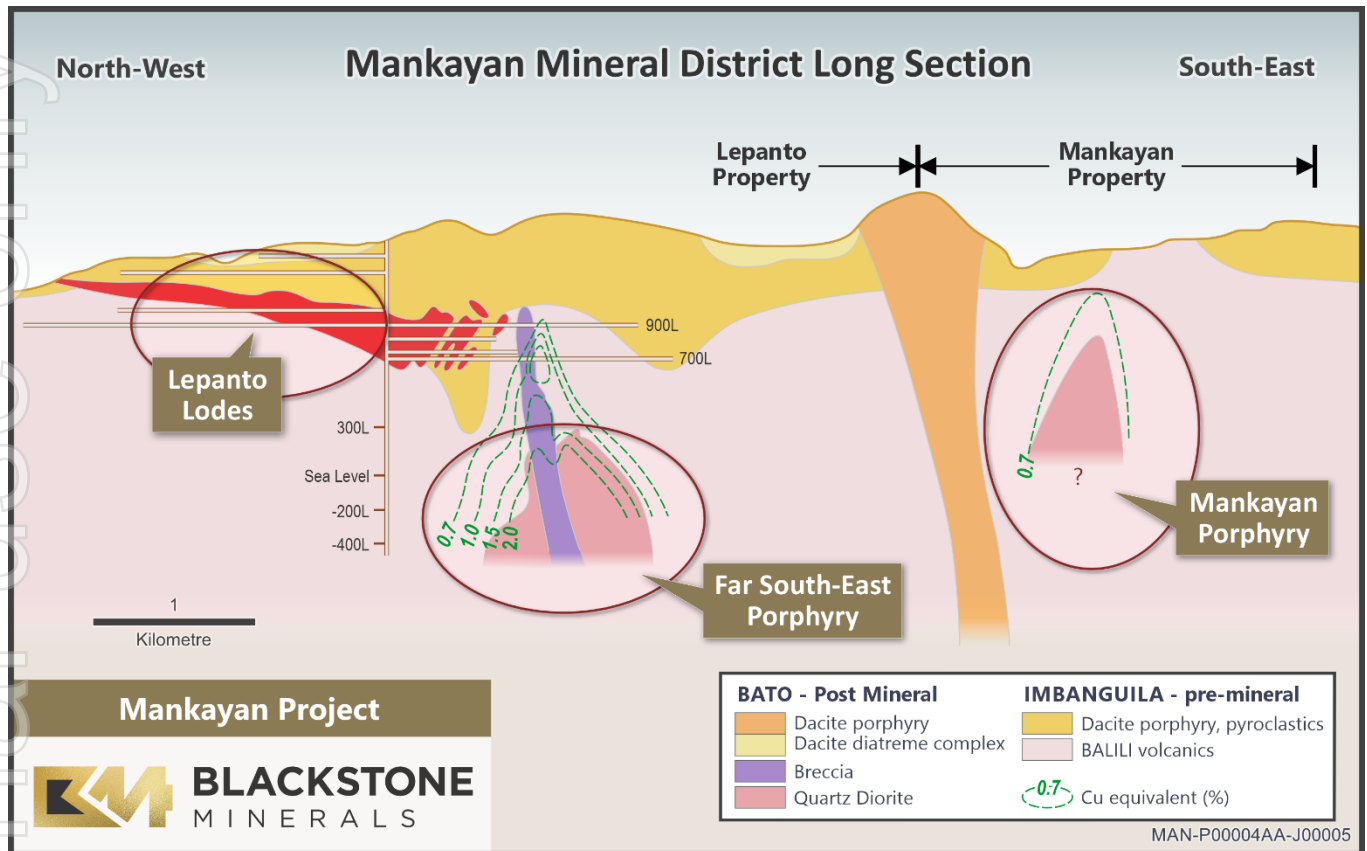 North-West
Mankayan Mineral District Long Section
South-East
Lepanto
Property
Mankayan
Property
900L
700L
Lepanto
Lodes
300L
Sea Level
-200L
-400L
0.7
1.0
1.5
2.0
0.7
?
Mankayan
Porphyry
Far South-East
Porphyry
1
Kilometre
Mankayan Project
BLACKSTONE
MINERALS
BATO - Post Mineral
Dacite porphyry
Dacite diatreme complex
Breccia
Quartz Diorite
IMBANGUILA - pre-mineral
Dacite porphyry, pyroclastics
BALILI volcanics
0.7
Cu equivalent (%)
MAN-P00004AA-J00005